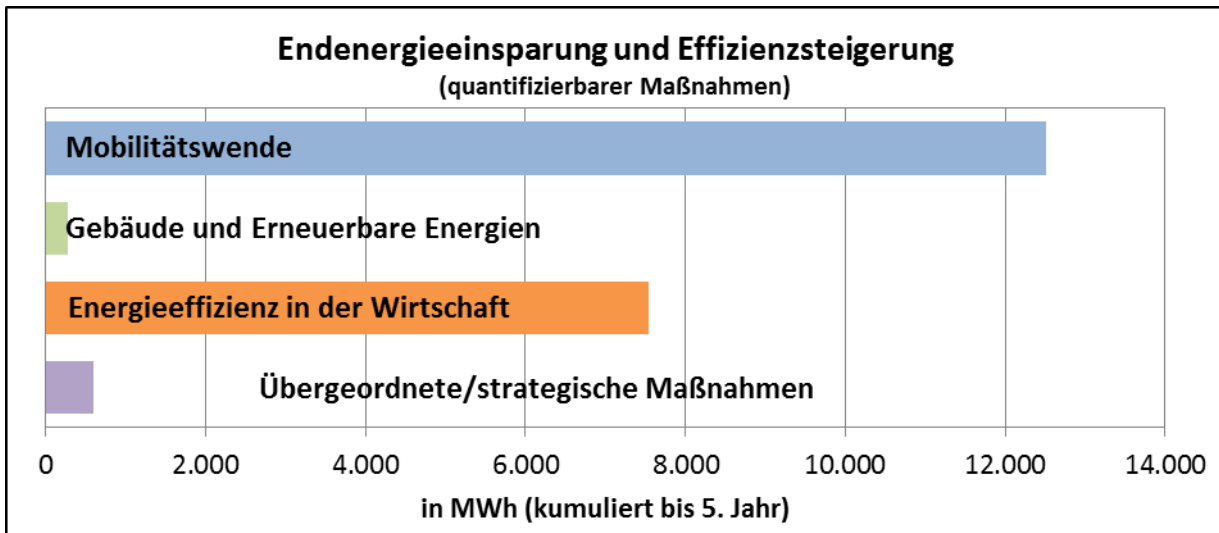 Endenergieeinsparung und Effizienzsteigerung
(quantifizierbarer Maßnahmen)
Mobilitätswende
Gebäude und Erneuerbare Energien
Energieeffizienz in der Wirtschaft
Übergeordnete/strategische Maßnahmen
0 2.000 4.000 6.000 8.000 10.000 12.000 14.000
in MWh (kumuliert bis 5. Jahr)